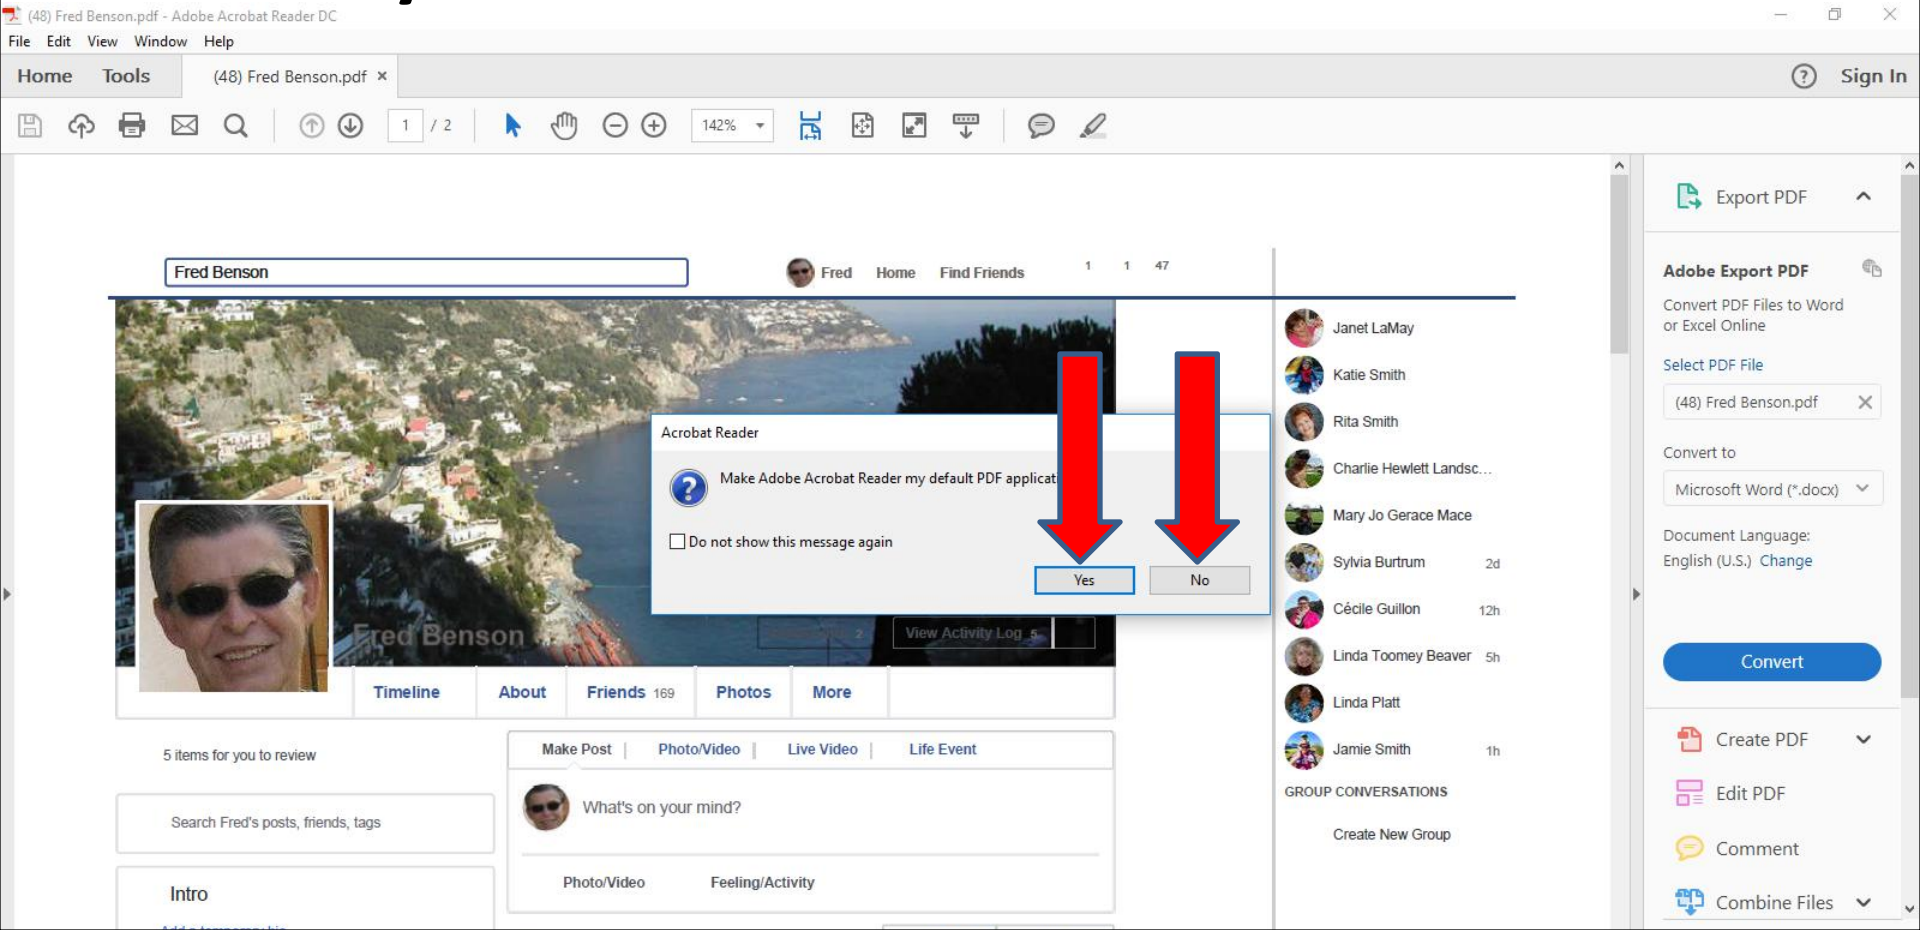 (48) Fred Benson.pdf - Adobe Acrobat Reader DC
File Edit View Window Help
Home Tools (48) Fred Benson.pdf × ? Sign In
1 / 2 142%
Export PDF
Fred Benson Fred Home Find Friends 1 1 47
Adobe Export PDF
Convert PDF Files to Word
or Excel Online
Select PDF File
(48) Fred Benson.pdf
Convert to
Microsoft Word (*.docx)
Document Language:
English (U.S.) Change
Convert
Create PDF
Edit PDF
Comment
Combine Files
Janet LaMay
Katie Smith
Rita Smith
Charlie Hewlett Landsc...
Mary Jo Gerace Mace
Sylvia Burtrum 2d
Cécile Guillon 12h
Linda Toomey Beaver 5h
Linda Platt
Jamie Smith 1h
GROUP CONVERSATIONS
Create New Group
Acrobat Reader
Make Adobe Acrobat Reader my default PDF applicat
Do not show this message again
Yes No
Fred Benson 2 View Activity Log 5
Timeline About Friends 169 Photos More
5 items for you to review
Make Post Photo/Video Live Video Life Event
What's on your mind?
Search Fred's posts, friends, tags
Photo/Video Feeling/Activity
Intro